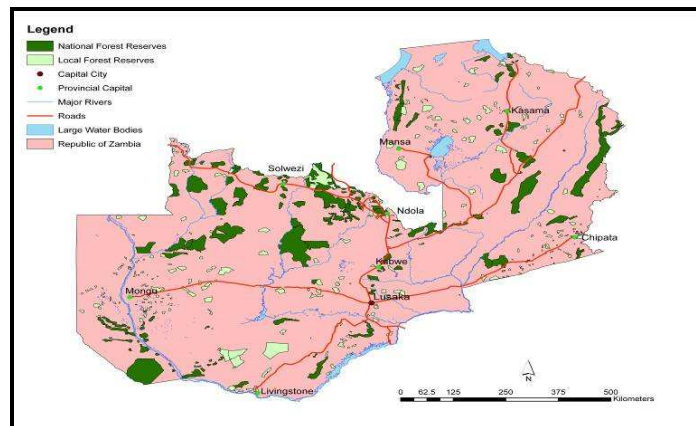 Legend
National Forest Reserves
Local Forest Reserves
Capital City
Provincial Capital
Major Rivers
Roads
Large Water Bodies
Republic of Zambia
Kasama
Mansa
Solwezi
Ndola
Chipata
Kabwe
Mongu
Lusaka
Livingstone
N
0 62.5 125 250 375 500
Kilometers